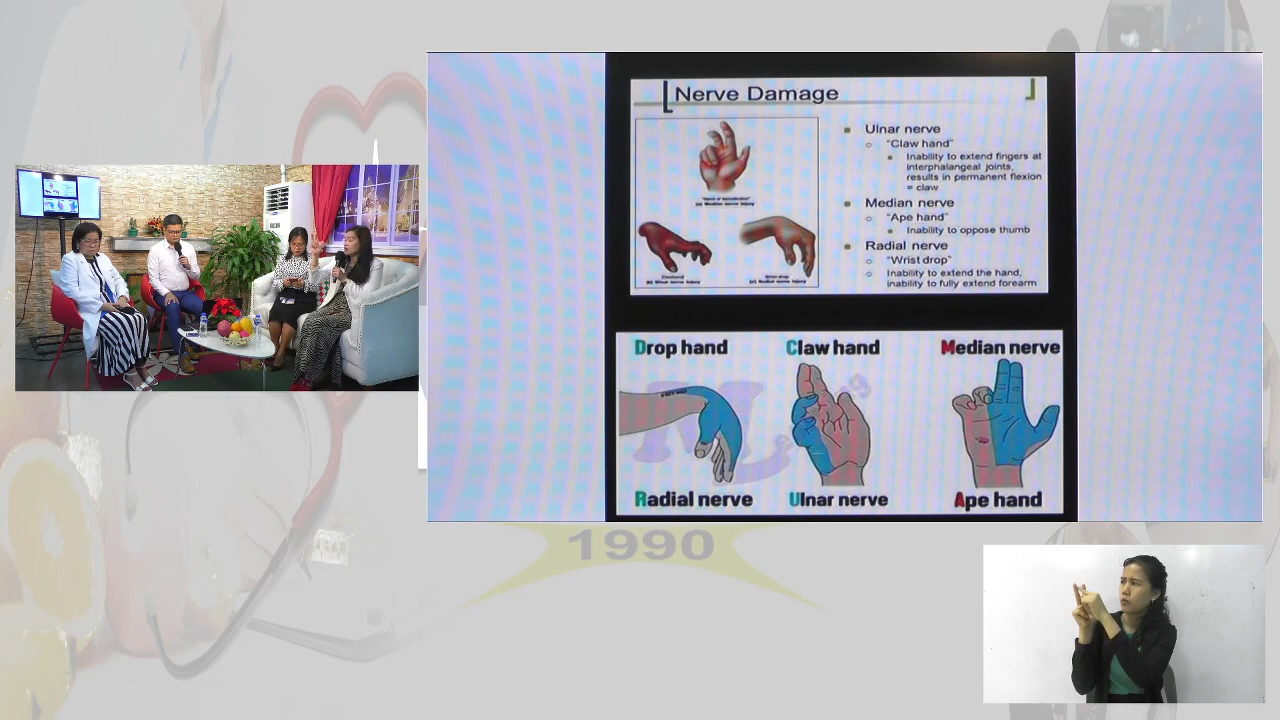 Nerve Damage
Ulnar nerve
"Claw hand"
Inability to extend fingers at
interphalangeal joints,
results in permanent flexion
= claw
Median nerve
"Ape hand"
Inability to oppose thumb
Radial nerve
"Wrist drop"
Inability to extend the hand,
inability to fully extend forearm
Drop hand
Claw hand
Median nerve
Radial nerve
Ulnar nerve
Ape hand
1990